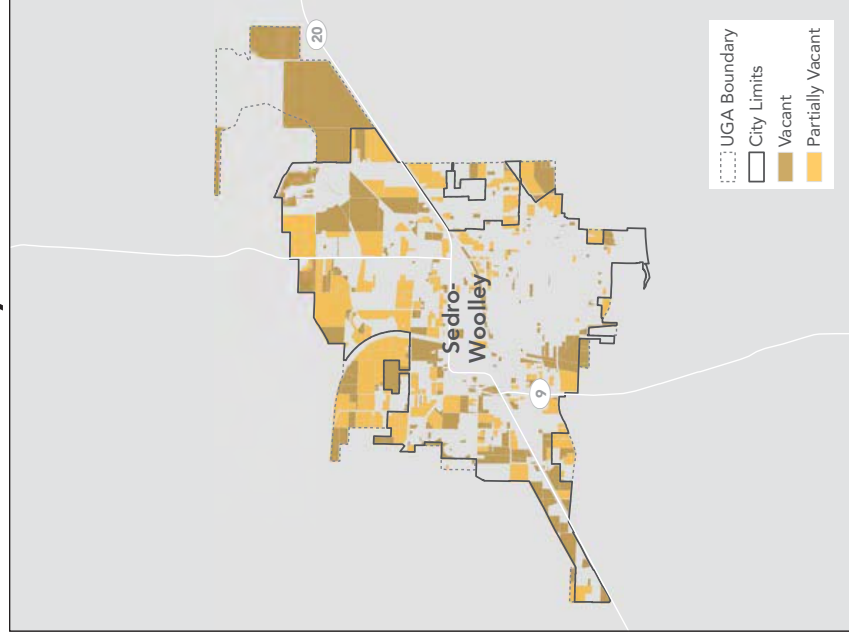 20
Sedro-
Woolley
9
UGA Boundary
City Limits
Vacant
Partially Vacant